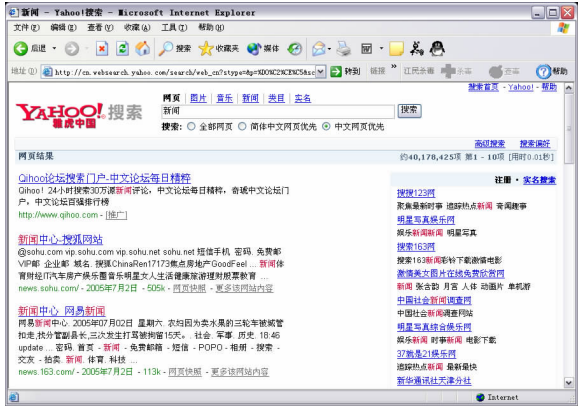 新闻 - Yahoo!搜索 - Microsoft Internet Explorer
文件(F) 编辑(E) 查看(V) 收藏(A) 工具(T) 帮助(H)
后退 搜索 收藏夹 媒体
地址(D) http://cn.websearch.yahoo.com/search/web_cn?stype=&p=%D0%C2%CE%C5&sc 转到 链接 江民杀毒 帮助
搜索首页 - Yahoo! - 帮助
YAHOO! 搜索
雅虎中国
网页 | 图片 | 音乐 | 新闻 | 类目 | 实名
新闻 搜索
搜索: 全部网页 简体中文网页优先 中文网页优先
高级搜索 搜索偏好
网页结果 约40,178,425项 第1 - 10项 [用时0.01秒]
Qihoo论坛搜索门户-中文论坛每日精粹
Qihoo! 24小时搜索30万源新闻评论,中文论坛每日精粹,奇琥中文论坛门
户,中文论坛百强排行榜
http://www.qihoo.com - [推广]
新闻中心-搜狐网站
@sohu.com vip.sohu.com vip.sohu.net sohu.net 短信手机 密码. 免费邮
VIP邮 企业邮 域名. 搜狐ChinaRen17173焦点房地产GoodFeel ... 新闻体
育财经IT汽车房产娱乐圈音乐明星女人生活健康旅游理财股票教育 ...
news.sohu.com/ - 2005年7月2日 - 505k - 网页快照 - 更多该网站内容
新闻中心_网易新闻
网易新闻中心. 2005年07月02日 星期六. 农妇因为卖水果的三轮车被城管
扣走,找分管副县长,三次发生打骂被拘留15天。. 社会. 军事. 历史. 18:46
update ... 密码. 首页 - 新闻 - 免费邮箱 - 短信 - POPO - 相册 - 搜索 -
交友 - 拍卖. 新闻. 体育. 科技 ...
news.163.com/ - 2005年7月2日 - 113k - 网页快照 - 更多该网站内容
注册 · 实名搜索
搜搜123网
聚焦最新时事 追踪热点新闻 奇闻趣事
明星写真娱乐网
娱乐新闻新闻 明星写真
搜索163网
搜索163新闻彩铃下载激情电影
激情美女图片在线免费欣赏网
新闻 张含韵 月宫 人体 动画片 单机游
中国社会新闻调查网
中国社会新闻调查网站
明星写真综合娱乐网
娱乐新闻 时事新闻 电影下载
37就是21娱乐网
追踪热点新闻 最新最快
新华通讯社天津分社
Internet